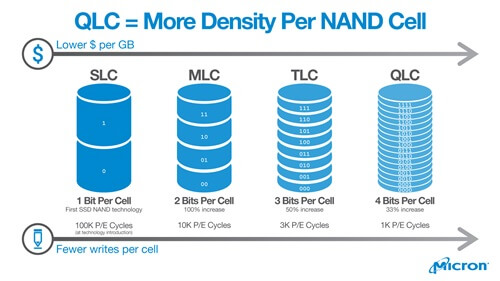 QLC = More Density Per NAND Cell
$
Lower $ per GB
SLC
MLC
TLC
QLC
1
0
11
10
01
00
111
110
101
100
011
010
001
000
1111
1110
1101
1100
1011
1010
1001
1000
0111
0110
0101
0100
0011
0010
0001
0000
1 Bit Per Cell
First SSD NAND technology
100K P/E Cycles
(at technology introduction)
2 Bits Per Cell
100% increase
10K P/E Cycles
3 Bits Per Cell
50% increase
3K P/E Cycles
4 Bits Per Cell
33% increase
1K P/E Cycles
Fewer writes per cell
Micron